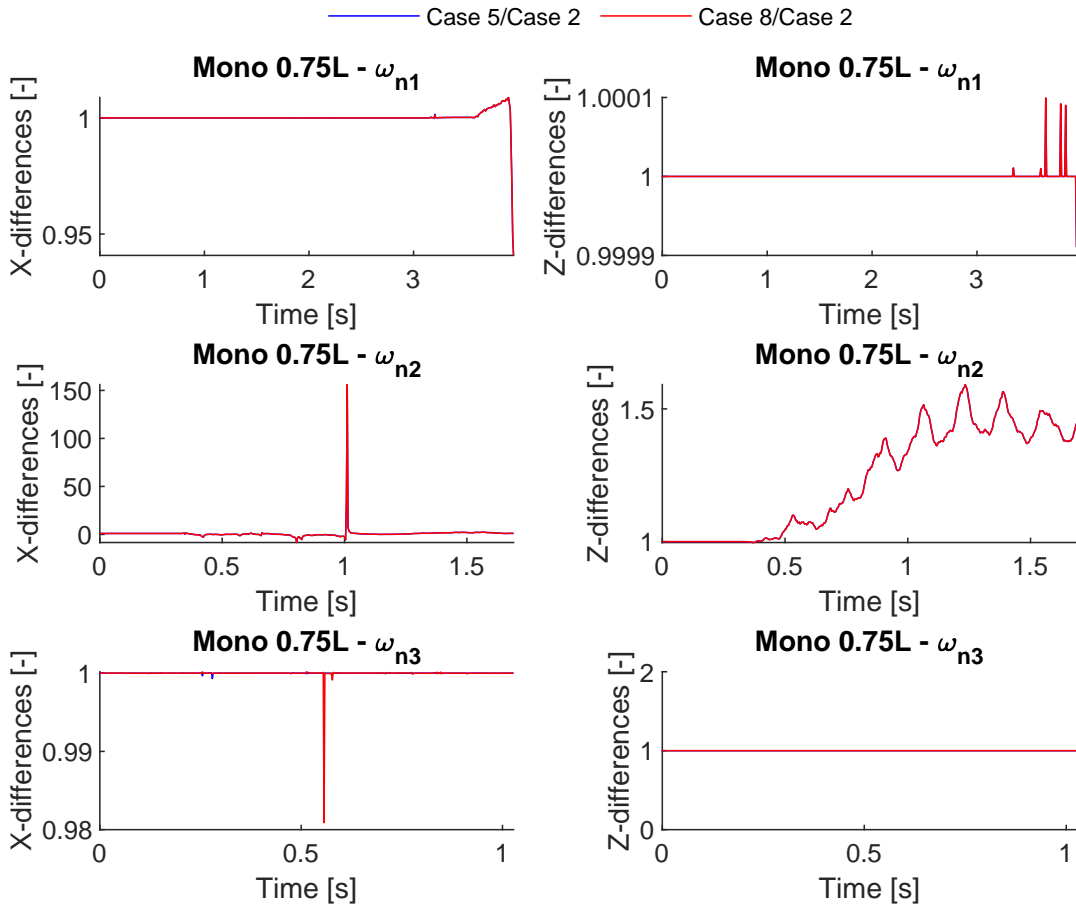 Case 5/Case 2 Case 8/Case 2
Mono 0.75L - ωn1
X-differences [-]
1
0.95
0 1 2 3
Time [s]
Mono 0.75L - ωn1
Z-differences [-]
1.0001
1
0.9999
0 1 2 3
Time [s]
Mono 0.75L - ωn2
X-differences [-]
150
100
50
0
0 0.5 1 1.5
Time [s]
Mono 0.75L - ωn2
Z-differences [-]
1.5
1
0 0.5 1 1.5
Time [s]
Mono 0.75L - ωn3
X-differences [-]
1
0.99
0.98
0 0.5 1
Time [s]
Mono 0.75L - ωn3
Z-differences [-]
2
1
0
0 0.5 1
Time [s]